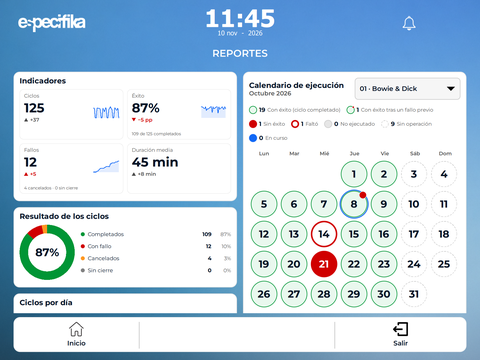 e·specifika
11:45
10 nov - 2026
REPORTES
Indicadores
Ciclos
125
▲ +37
Éxito
87%
▼ -5 pp
109 de 125 completados
Fallos
12
▲ +5
4 cancelados · 0 sin cierre
Duración media
45 min
▲ +8 min
Resultado de los ciclos
87%
Completados 109 87%
Con fallo 12 10%
Cancelados 4 3%
Sin cierre 0 0%
Ciclos por día
Calendario de ejecución
Octubre 2026
01 · Bowie & Dick
19 Con éxito (ciclo completado)
1 Con éxito tras un fallo previo
1 Sin éxito
1 Falló
0 No ejecutado
9 Sin operación
0 En curso
Lun Mar Mié Jue Vie Sáb Dom
1 2 3 4
5 6 7 8 9 10 11
12 13 14 15 16 17 18
19 20 21 22 23 24 25
26 27 28 29 30 31
Inicio
Salir